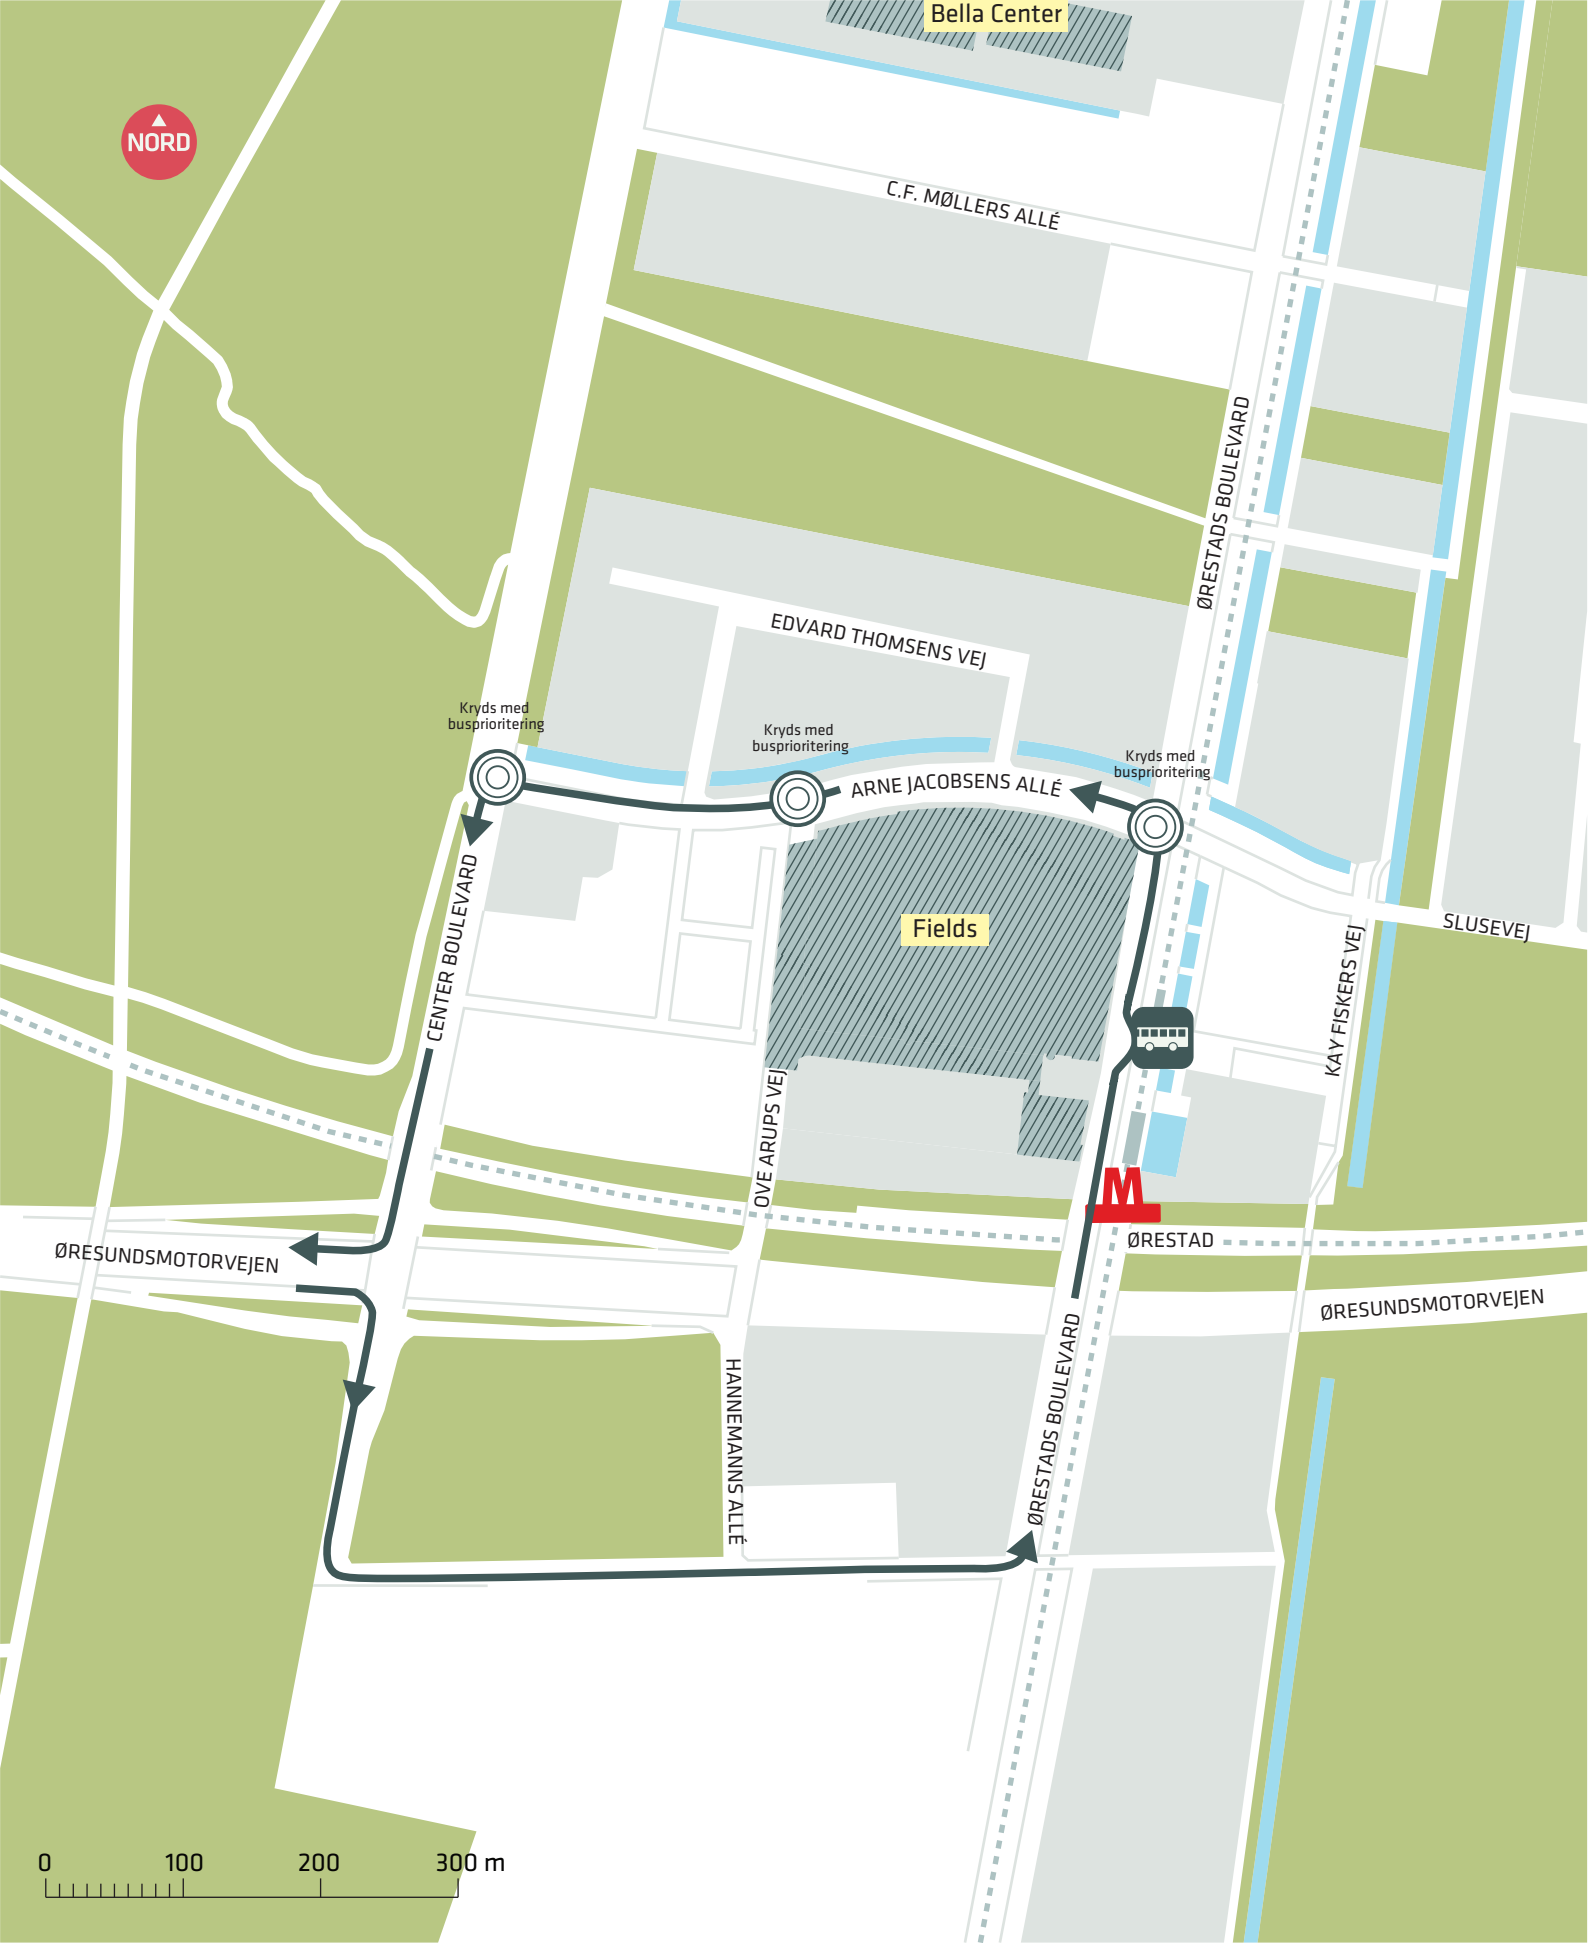 Bella Center
NORD
C.F. MØLLERS ALLÉ
ØRESTADS BOULEVARD
EDVARD THOMSENS VEJ
Kryds med
busprioritering
Kryds med
busprioritering
Kryds med
busprioritering
ARNE JACOBSENS ALLÉ
CENTER BOULEVARD
Fields
SLUSEVEJ
KAY FISKERS VEJ
OVE ARUPS VEJ
M
ØRESTAD
ØRESUNDSMOTORVEJEN
ØRESUNDSMOTORVEJEN
HANNEMANNS ALLÉ
ØRESTADS BOULEVARD
0 100 200 300 m